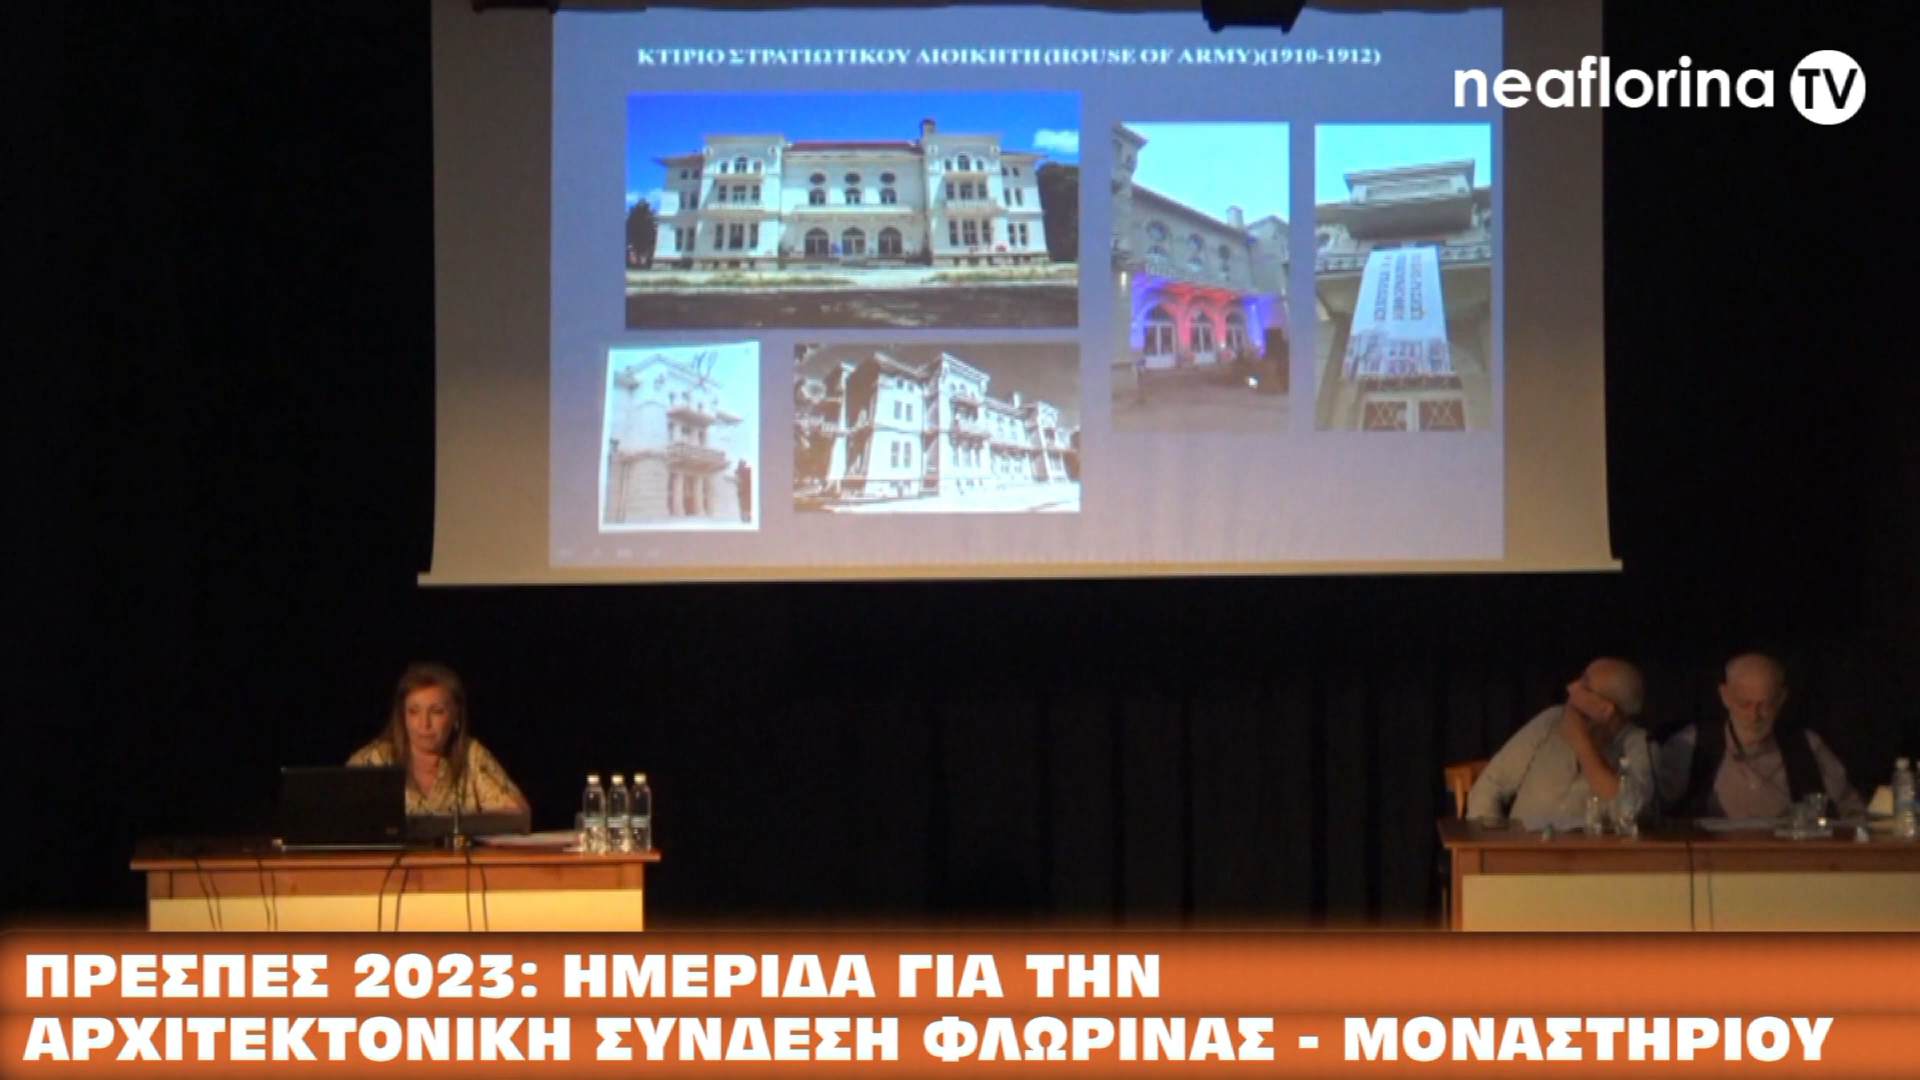 ΚΤΙΡΙΟ ΣΤΡΑΤΙΩΤΙΚΟΥ ΔΙΟΙΚΗΤΗ (HOUSE OF ARMY)(1910-1912)
neaflorina TV
ΠΡΕΣΠΕΣ 2023: ΗΜΕΡΙΔΑ ΓΙΑ ΤΗΝ
ΑΡΧΙΤΕΚΤΟΝΙΚΗ ΣΥΝΔΕΣΗ ΦΛΩΡΙΝΑΣ - ΜΟΝΑΣΤΗΡΙΟΥ